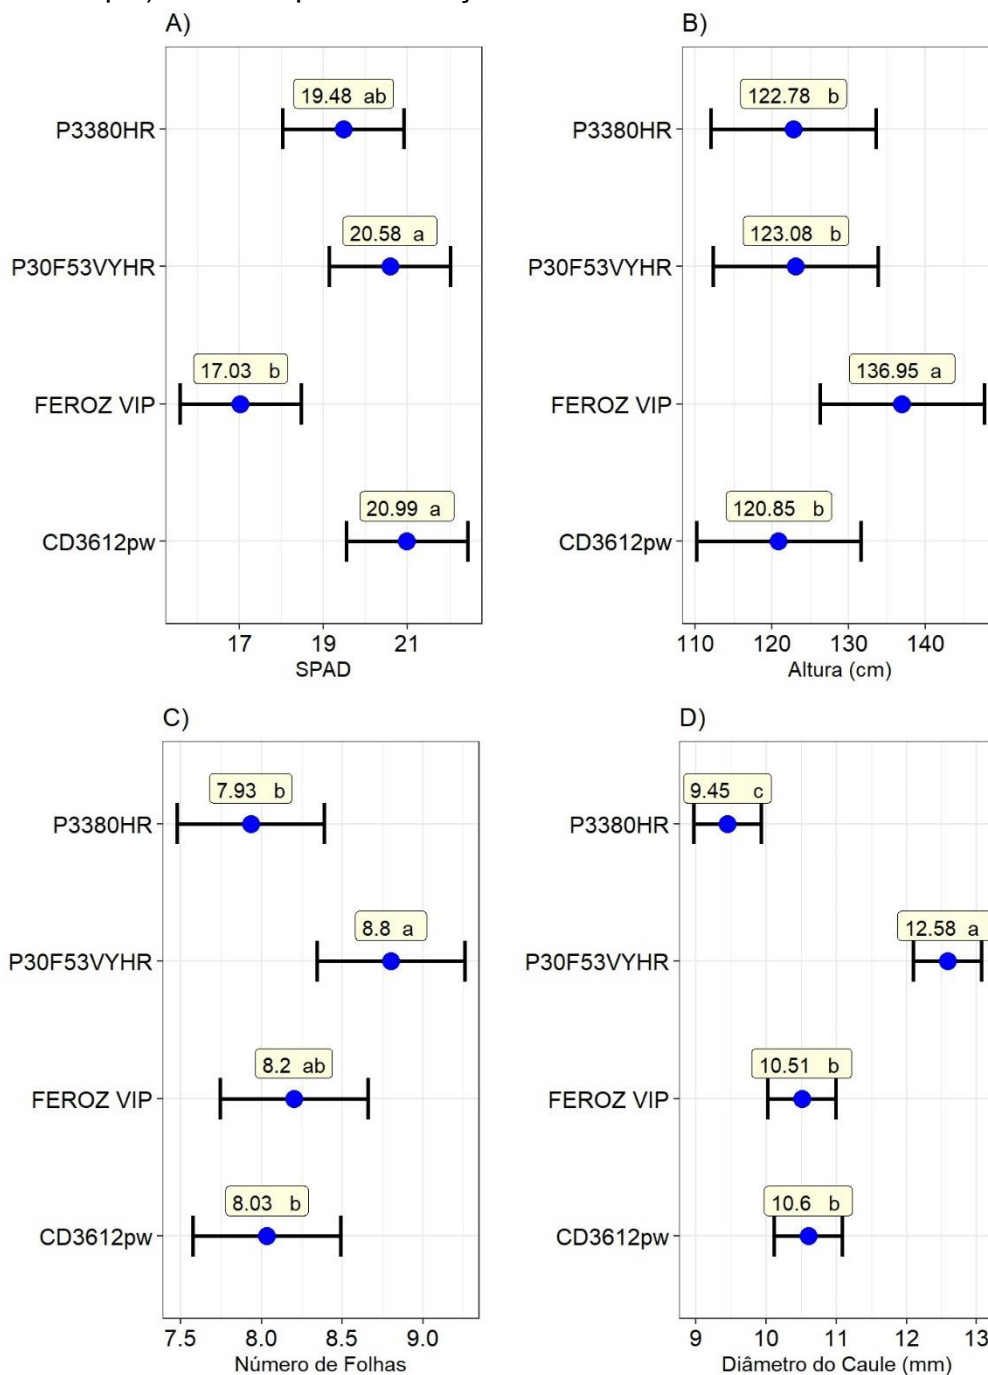 A)
19.48 ab
P3380HR
20.58 a
P30F53VYHR
17.03 b
FEROZ VIP
20.99 a
CD3612pw
17 19 21
SPAD
B)
122.78 b
P3380HR
123.08 b
P30F53VYHR
136.95 a
FEROZ VIP
120.85 b
CD3612pw
110 120 130 140
Altura (cm)
C)
7.93 b
P3380HR
8.8 a
P30F53VYHR
8.2 ab
FEROZ VIP
8.03 b
CD3612pw
7.5 8.0 8.5 9.0
Número de Folhas
D)
9.45 c
P3380HR
12.58 a
P30F53VYHR
10.51 b
FEROZ VIP
10.6 b
CD3612pw
9 10 11 12 13
Diâmetro do Caule (mm)